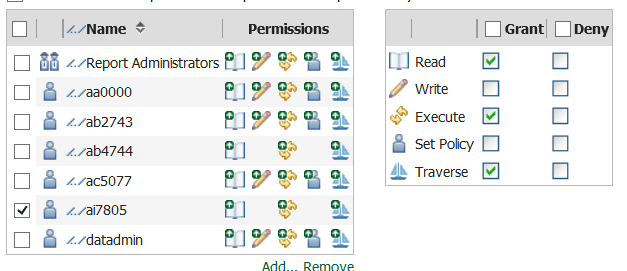 Name Permissions
Report Administrators
aa0000
ab2743
ab4744
ac5077
ai7805
datadmin
Add... Remove
Grant Deny
Read
Write
Execute
Set Policy
Traverse